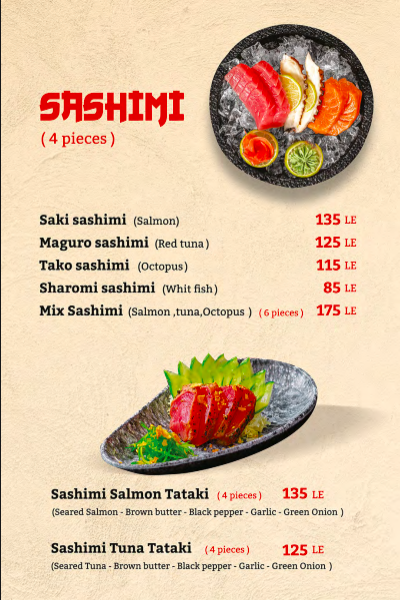 SASHIMI
( 4 pieces )
Saki sashimi (Salmon) 135 LE
Maguro sashimi (Red tuna) 125 LE
Tako sashimi (Octopus) 115 LE
Sharomi sashimi (Whit fish) 85 LE
Mix Sashimi (Salmon ,tuna,Octopus ) ( 6 pieces ) 175 LE
Sashimi Salmon Tataki ( 4 pieces ) 135 LE
(Seared Salmon - Brown butter - Black pepper - Garlic - Green Onion )
Sashimi Tuna Tataki ( 4 pieces ) 125 LE
(Seared Tuna - Brown butter - Black pepper - Garlic - Green Onion )